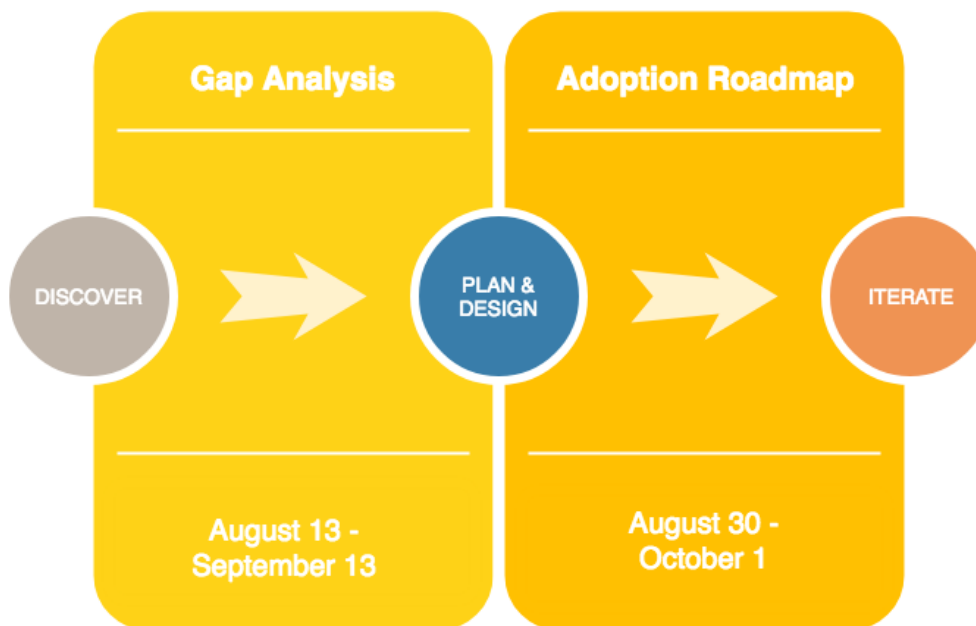 Gap Analysis
Adoption Roadmap
DISCOVER
PLAN &
DESIGN
ITERATE
August 13 -
September 13
August 30 -
October 1